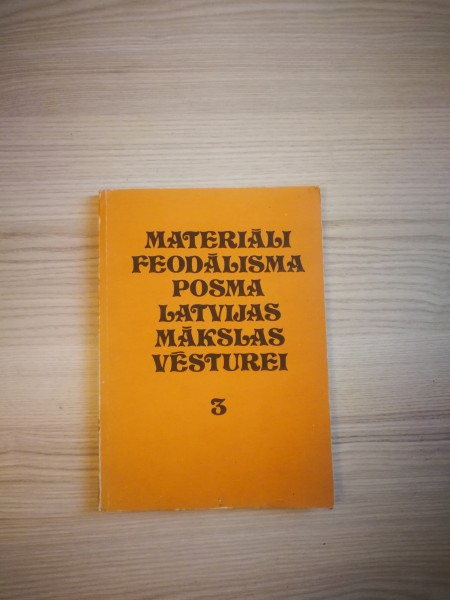 MATERIĀLI
FEODĀLISMA
POSMA
LATVIJAS
MĀKSLAS
VĒSTUREI
3